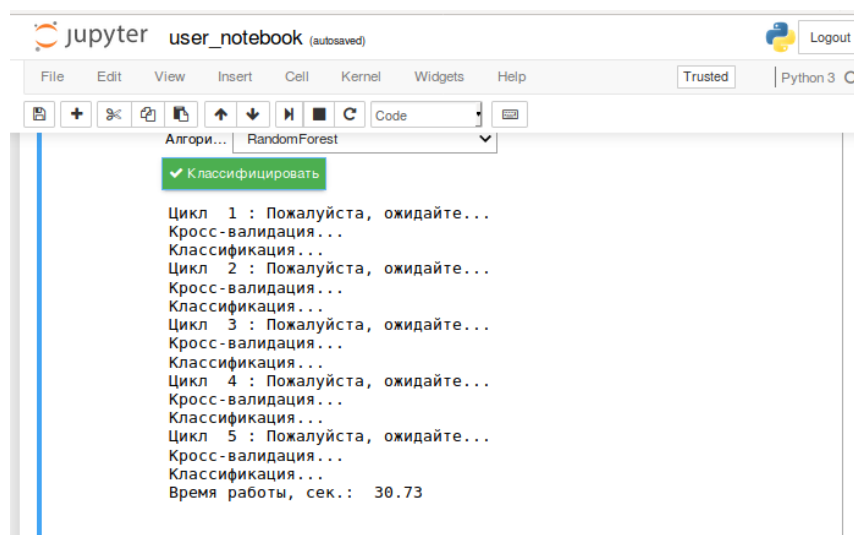 jupyter user_notebook (autosaved) Logout
File Edit View Insert Cell Kernel Widgets Help Trusted Python 3
Code
Алгори... RandomForest
Классифицировать
Цикл 1 : Пожалуйста, ожидайте...
Кросс-валидация...
Классификация...
Цикл 2 : Пожалуйста, ожидайте...
Кросс-валидация...
Классификация...
Цикл 3 : Пожалуйста, ожидайте...
Кросс-валидация...
Классификация...
Цикл 4 : Пожалуйста, ожидайте...
Кросс-валидация...
Классификация...
Цикл 5 : Пожалуйста, ожидайте...
Кросс-валидация...
Классификация...
Время работы, сек.: 30.73